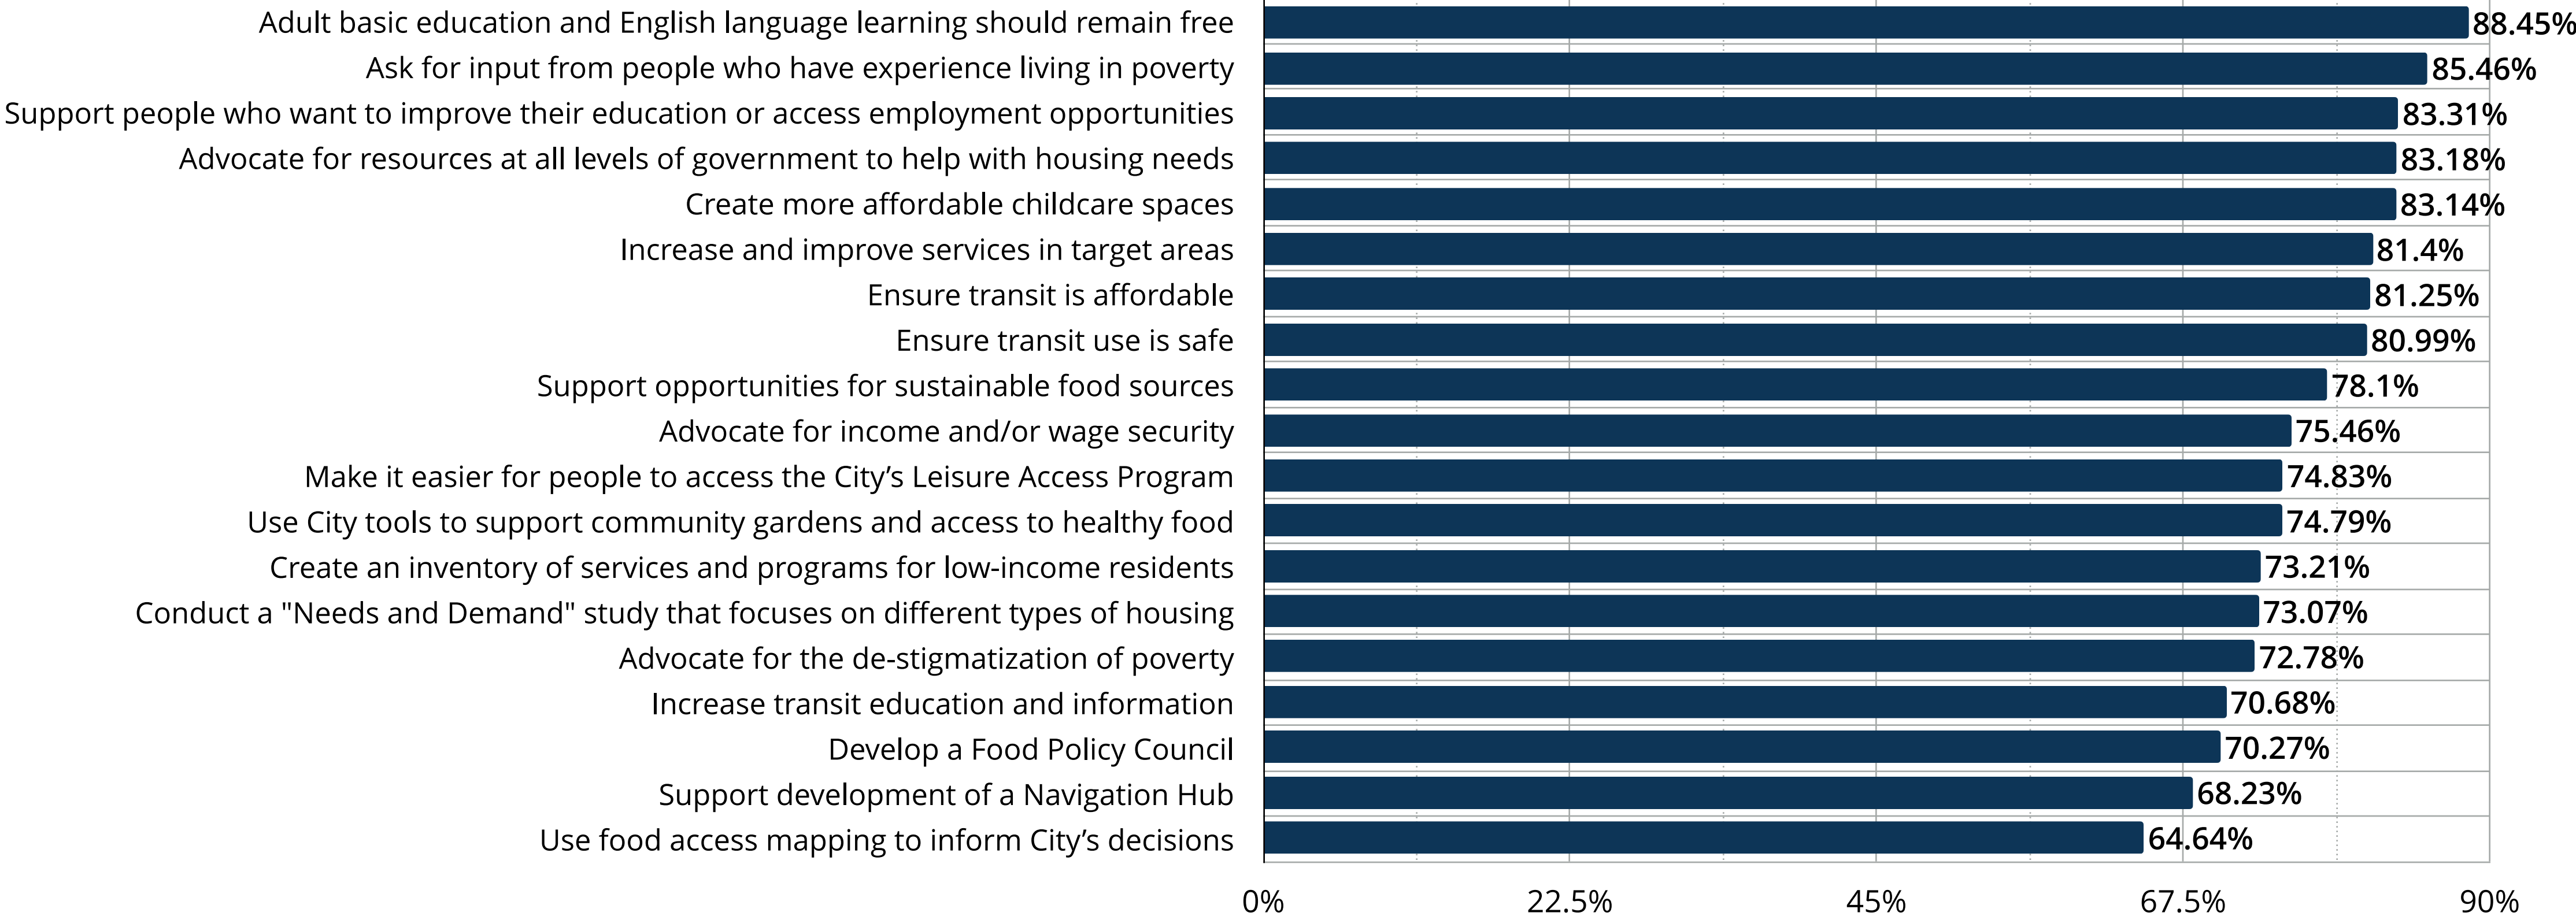 Adult basic education and English language learning should remain free 88.45%
Ask for input from people who have experience living in poverty 85.46%
Support people who want to improve their education or access employment opportunities 83.31%
Advocate for resources at all levels of government to help with housing needs 83.18%
Create more affordable childcare spaces 83.14%
Increase and improve services in target areas 81.4%
Ensure transit is affordable 81.25%
Ensure transit use is safe 80.99%
Support opportunities for sustainable food sources 78.1%
Advocate for income and/or wage security 75.46%
Make it easier for people to access the City’s Leisure Access Program 74.83%
Use City tools to support community gardens and access to healthy food 74.79%
Create an inventory of services and programs for low-income residents 73.21%
Conduct a "Needs and Demand" study that focuses on different types of housing 73.07%
Advocate for the de-stigmatization of poverty 72.78%
Increase transit education and information 70.68%
Develop a Food Policy Council 70.27%
Support development of a Navigation Hub 68.23%
Use food access mapping to inform City’s decisions 64.64%
0% 22.5% 45% 67.5% 90%